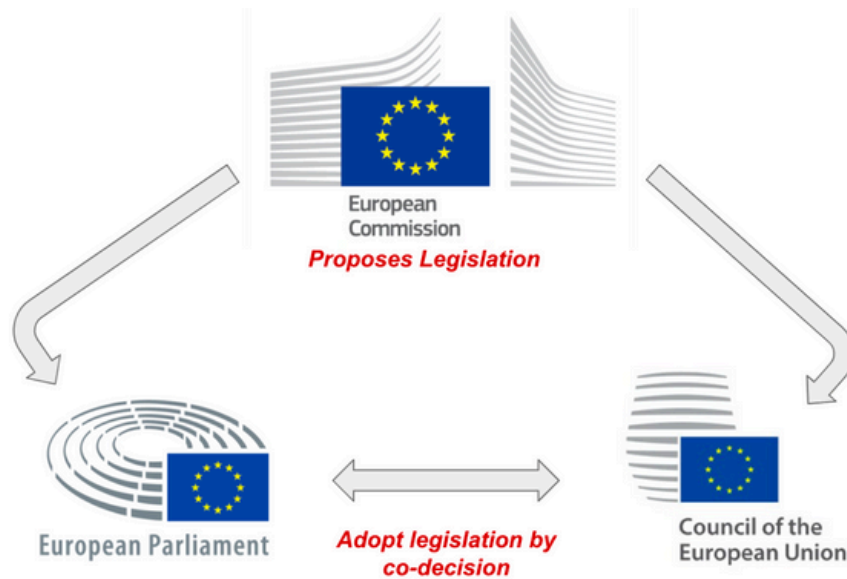 European
Commission
Proposes Legislation
European Parliament
Adopt legislation by
co-decision
Council of the
European Union